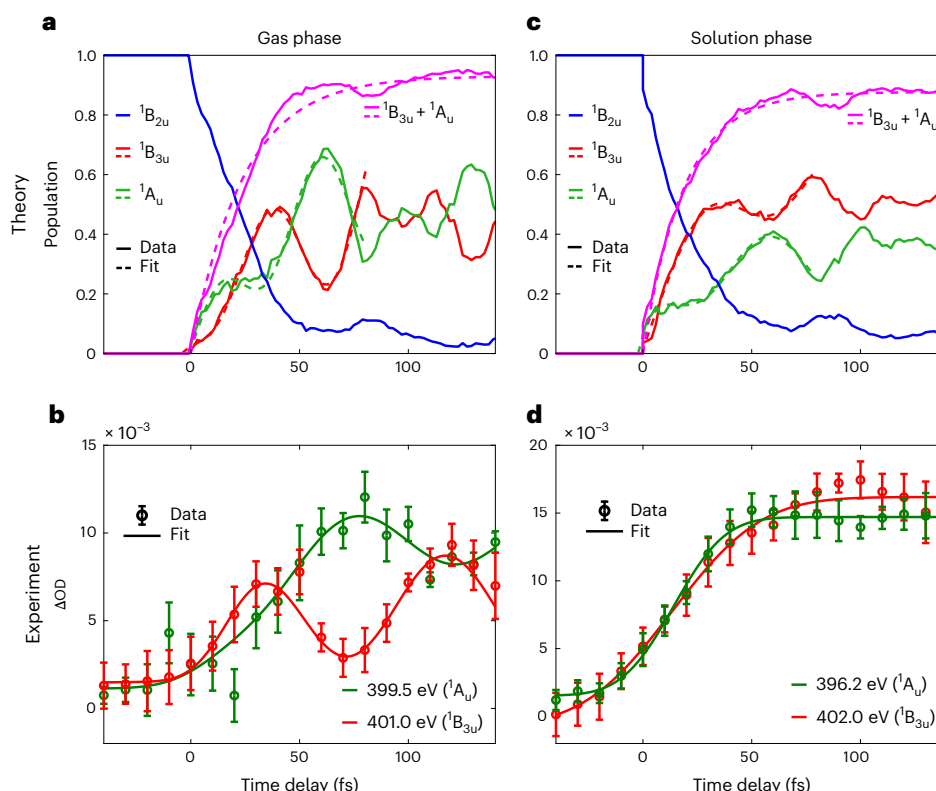 a
Gas phase
Theory
Population
1.0
0.8
0.6
0.4
0.2
0
¹B₂ᵤ
¹B₃ᵤ
¹Aᵤ
Data
Fit
¹B₃ᵤ + ¹Aᵤ
0
50
100
c
Solution phase
1.0
0.8
0.6
0.4
0.2
0
¹B₂ᵤ
¹B₃ᵤ
¹Aᵤ
Data
Fit
¹B₃ᵤ + ¹Aᵤ
0
50
100
b
× 10⁻³
Experiment
ΔOD
15
10
5
0
Data
Fit
399.5 eV (¹Aᵤ)
401.0 eV (¹B₃ᵤ)
0
50
100
Time delay (fs)
d
× 10⁻³
20
15
10
5
0
Data
Fit
396.2 eV (¹Aᵤ)
402.0 eV (¹B₃ᵤ)
0
50
100
Time delay (fs)